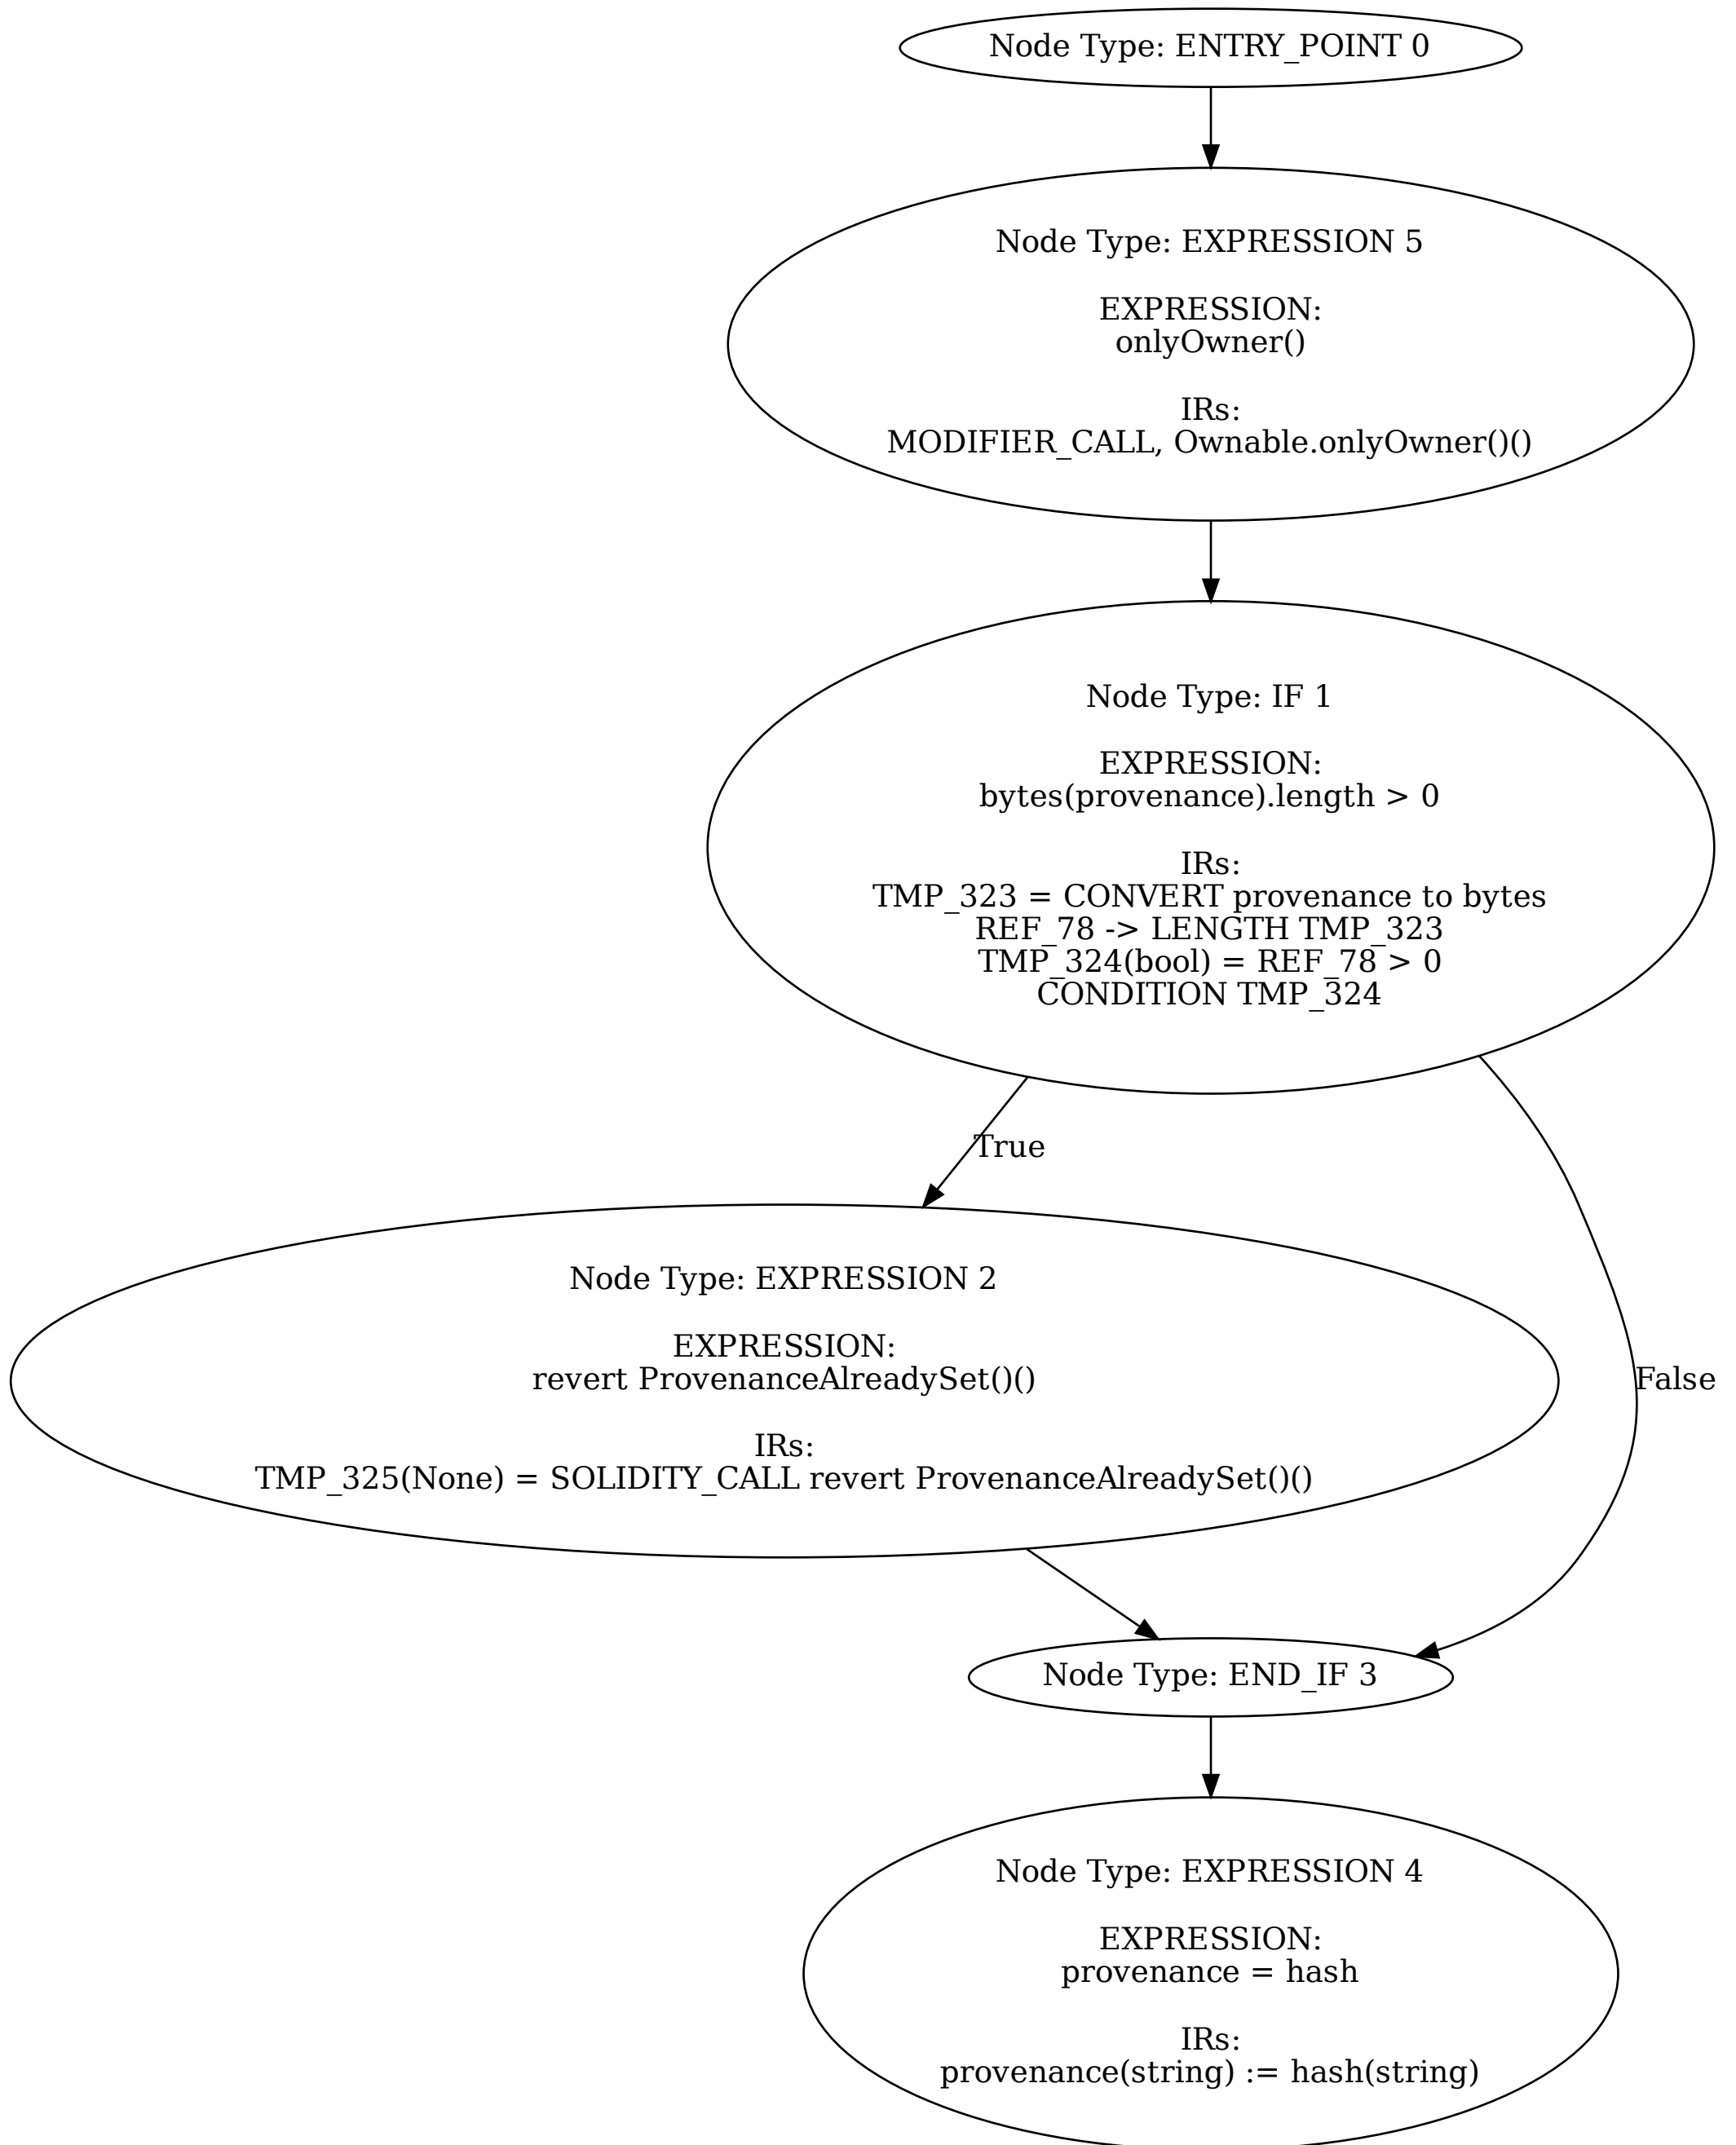 Node Type: ENTRY_POINT 0
Node Type: EXPRESSION 5
EXPRESSION:
onlyOwner()
IRs:
MODIFIER_CALL, Ownable.onlyOwner()()
Node Type: IF 1
EXPRESSION:
bytes(provenance).length > 0
IRs:
TMP_323 = CONVERT provenance to bytes
REF_78 -> LENGTH TMP_323
TMP_324(bool) = REF_78 > 0
CONDITION TMP_324
True
Node Type: EXPRESSION 2
EXPRESSION:
revert ProvenanceAlreadySet()()
IRs:
TMP_325(None) = SOLIDITY_CALL revert ProvenanceAlreadySet()()
False
Node Type: END_IF 3
Node Type: EXPRESSION 4
EXPRESSION:
provenance = hash
IRs:
provenance(string) := hash(string)